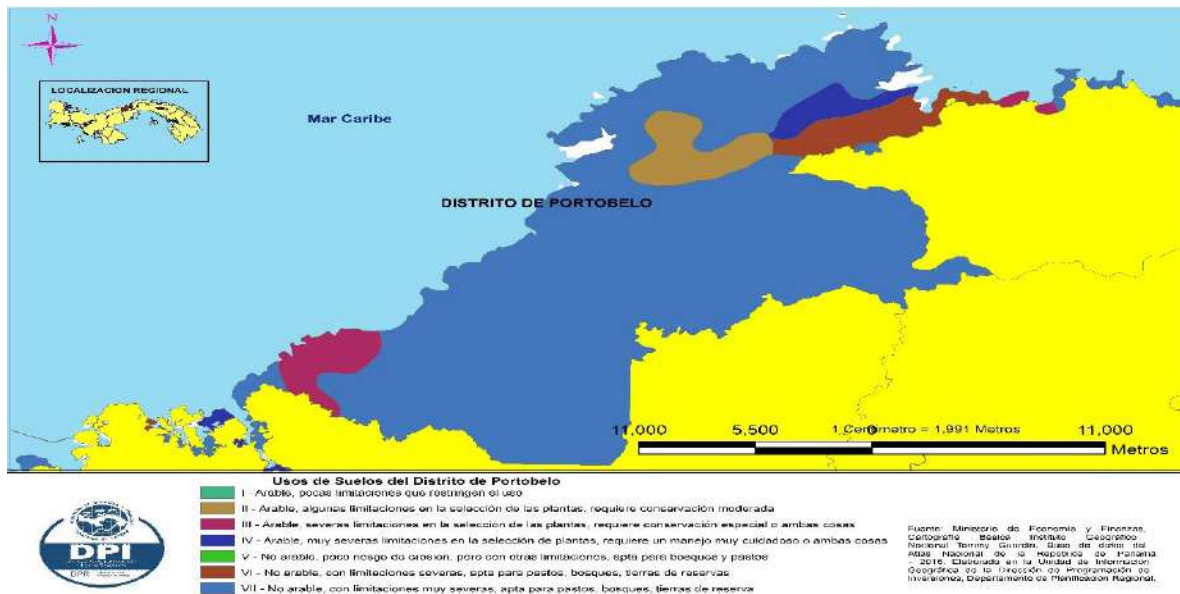 N
LOCALIZACION REGIONAL
Mar Caribe
DISTRITO DE PORTOBELO
11,000 5,500 1 Centímetro = 1,991 Metros 0 11,000
Metros
Usos de Suelos del Distrito de Portobelo
I - Arable, pocas limitaciones que restringen el uso
II - Arable, algunas limitaciones en la selección de las plantas, requiere conservación moderada
III - Arable, severas limitaciones en la selección de las plantas, requiere conservación especial o ambas cosas
IV - Arable, muy severas limitaciones en la selección de plantas, requiere un manejo muy cuidadoso o ambas cosas
V - No arable, poco riesgo de erosión, pero con otras limitaciones, apta para bosques y pastos
VI - No arable, con limitaciones severas, apta para pastos, bosques, tierras de reservas
VII - No arable, con limitaciones muy severas, apta para pastos, bosques, tierras de reserva
DPI
DPR
Fuente: Ministerio de Economía y Finanzas,
Cartografía Básica Instituto Geográfico
Nacional Tommy Guardia, Base de datos del
Atlas Nacional de la República de Panamá
- 2016. Elaborado en la Unidad de Información
Geográfica de la Dirección de Programación de
Inversiones, Departamento de Planificación Regional.